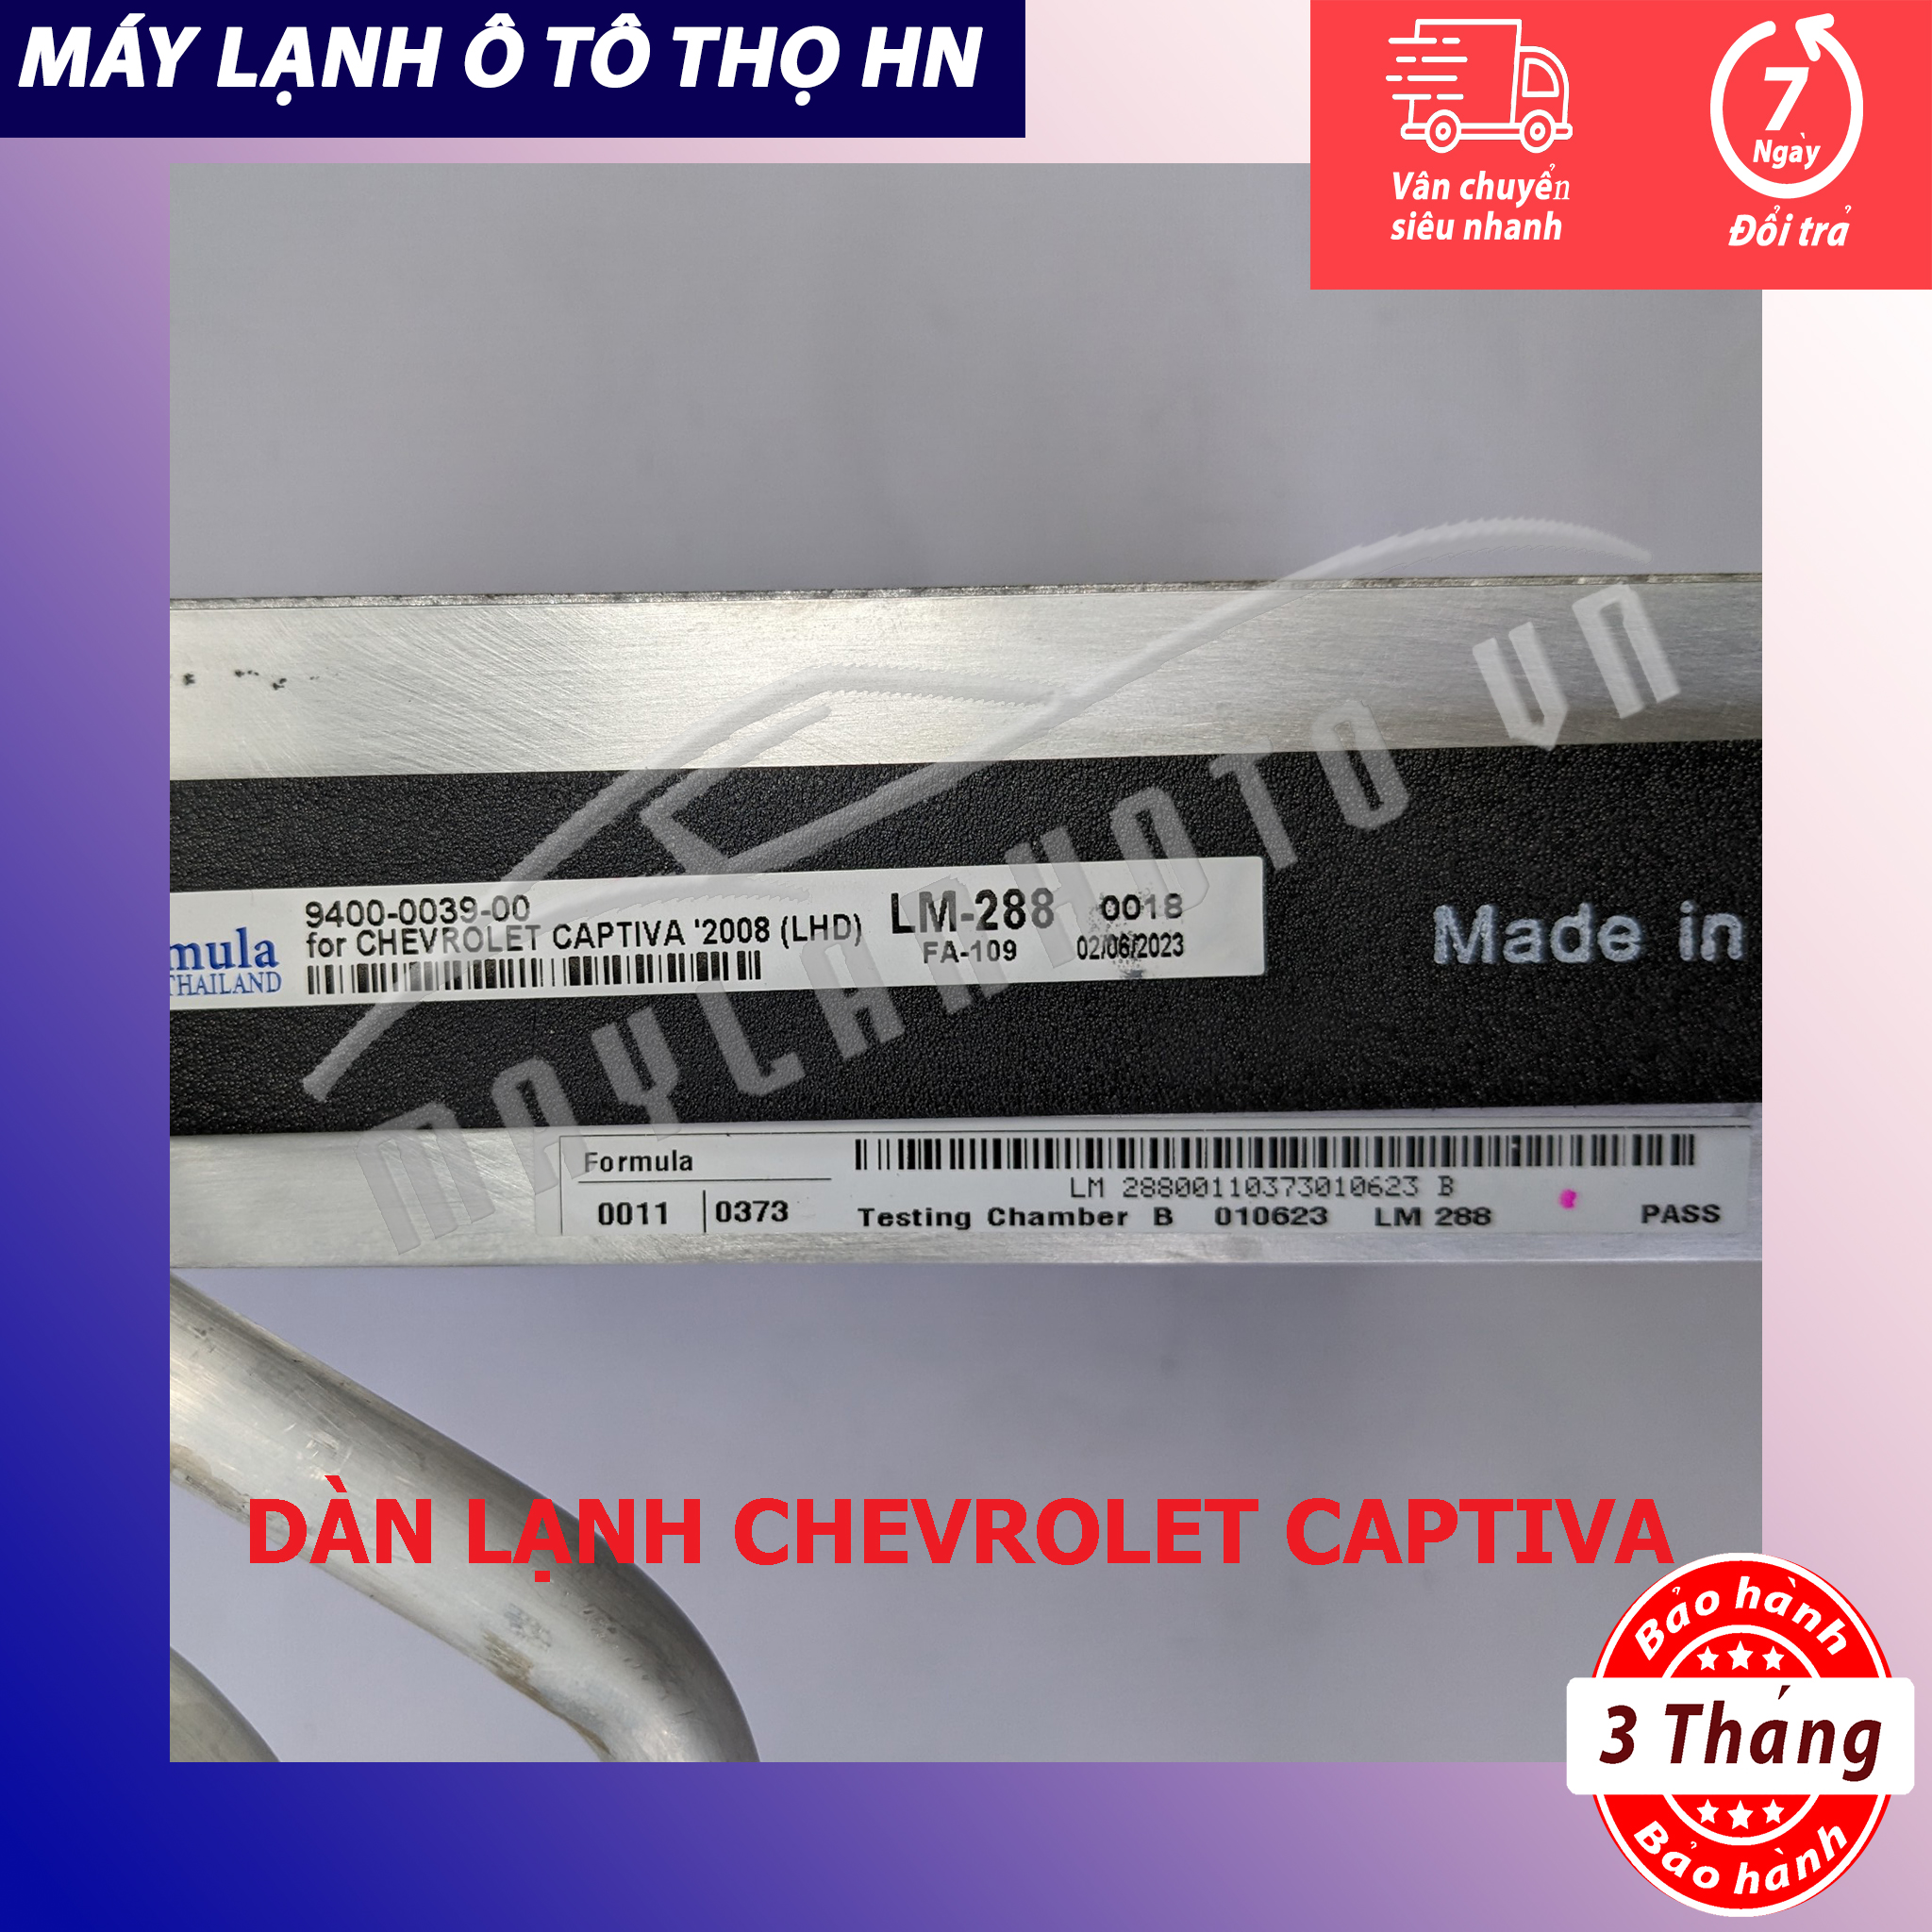 MÁY LẠNH Ô TÔ THỌ HN
Vân chuyển
siêu nhanh
7
Ngày
Đổi trả
mula
THAILAND
9400-0039-00
for CHEVROLET CAPTIVA '2008 (LHD)
LM-288
FA-109
0018
02/06/2023
Made in
MAYLANHOTO VN
Formula
0011 0373
LM 28800110373010623 B
Testing Chamber B 010623 LM 288 PASS
DÀN LẠNH CHEVROLET CAPTIVA
Bảo hành
3 Tháng
Bảo hành